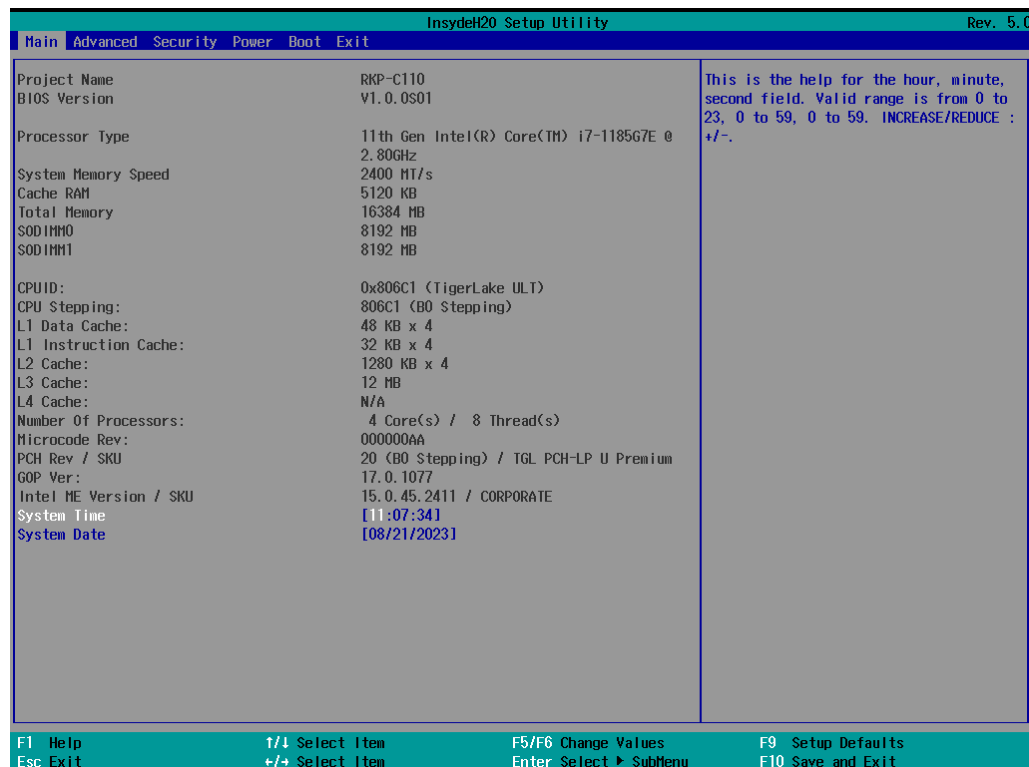 InsydeH20 Setup Utility Rev. 5.0
Main Advanced Security Power Boot Exit
Project Name RKP-C110
BIOS Version V1.0.0S01
Processor Type 11th Gen Intel(R) Core(TM) i7-1185G7E @
2.80GHz
System Memory Speed 2400 MT/s
Cache RAM 5120 KB
Total Memory 16384 MB
SODIMM0 8192 MB
SODIMM1 8192 MB
CPUID: 0x806C1 (TigerLake ULT)
CPU Stepping: 806C1 (B0 Stepping)
L1 Data Cache: 48 KB x 4
L1 Instruction Cache: 32 KB x 4
L2 Cache: 1280 KB x 4
L3 Cache: 12 MB
L4 Cache: N/A
Number Of Processors: 4 Core(s) / 8 Thread(s)
Microcode Rev: 000000AA
PCH Rev / SKU 20 (B0 Stepping) / TGL PCH-LP U Premium
GOP Ver: 17.0.1077
Intel ME Version / SKU 15.0.45.2411 / CORPORATE
System Time [11:07:34]
System Date [08/21/2023]
This is the help for the hour, minute,
second field. Valid range is from 0 to
23, 0 to 59, 0 to 59. INCREASE/REDUCE :
+/-.
F1 Help ↑/↓ Select Item F5/F6 Change Values F9 Setup Defaults
Esc Exit ←/→ Select Item Enter Select ▶ SubMenu F10 Save and Exit